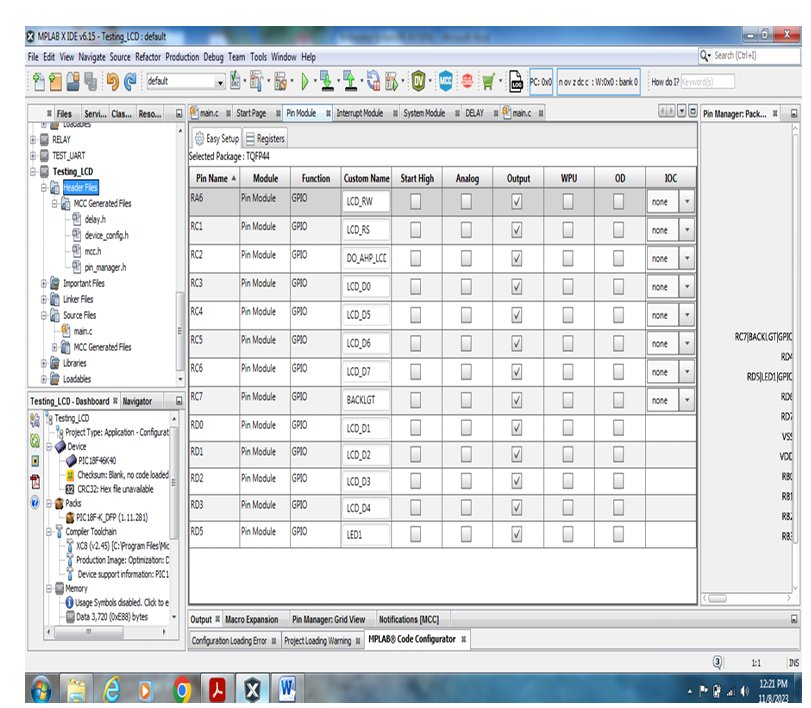 MPLAB X IDE v6.15 - Testing_LCD : default
File Edit View Navigate Source Refactor Production Debug Team Tools Window Help
Search (Ctrl+I)
default
PC: 0x0
n ov z dc c : W:0x0 : bank 0
How do I?
Keyword(s)
Files Servi... Clas... Reso...
main.c Start Page Pin Module Interrupt Module System Module DELAY main.c
Pin Manager: Pack...
Loadables
RELAY
TEST_UART
Testing_LCD
Header Files
MCC Generated Files
delay.h
device_config.h
mcc.h
pin_manager.h
Important Files
Linker Files
Source Files
main.c
MCC Generated Files
Libraries
Loadables
Easy Setup Registers
Selected Package : TQFP44
Pin Name Module Function Custom Name Start High Analog Output WPU OD IOC
RA6 Pin Module GPIO LCD_RW none
RC1 Pin Module GPIO LCD_RS none
RC2 Pin Module GPIO DO_AHP_LCD none
RC3 Pin Module GPIO LCD_D0 none
RC4 Pin Module GPIO LCD_D5 none
RC5 Pin Module GPIO LCD_D6 none
RC6 Pin Module GPIO LCD_D7 none
RC7 Pin Module GPIO BACKLGT none
RD0 Pin Module GPIO LCD_D1
RD1 Pin Module GPIO LCD_D2
RD2 Pin Module GPIO LCD_D3
RD3 Pin Module GPIO LCD_D4
RD5 Pin Module GPIO LED1
RC7|BACKLGT|GPIO
RD4
RD5|LED1|GPIO
RD6
RD7
VSS
VDD
RB0
RB1
RB2
RB3
Testing_LCD - Dashboard Navigator
Testing_LCD
Project Type: Application - Configurat
Device
PIC18F46K40
Checksum: Blank, no code loaded
CRC32: Hex file unavailable
Packs
PIC18F-K_DFP (1.11.281)
Compiler Toolchain
XC8 (v2.45) [C:\Program Files\Mic
Production Image: Optimization: D
Device support information: PIC1
Memory
Usage Symbols disabled. Click to e
Data 3,720 (0xE88) bytes
Output Macro Expansion Pin Manager: Grid View Notifications [MCC]
Configuration Loading Error Project Loading Warning MPLAB® Code Configurator
3
1:1
INS
12:21 PM
11/8/2023